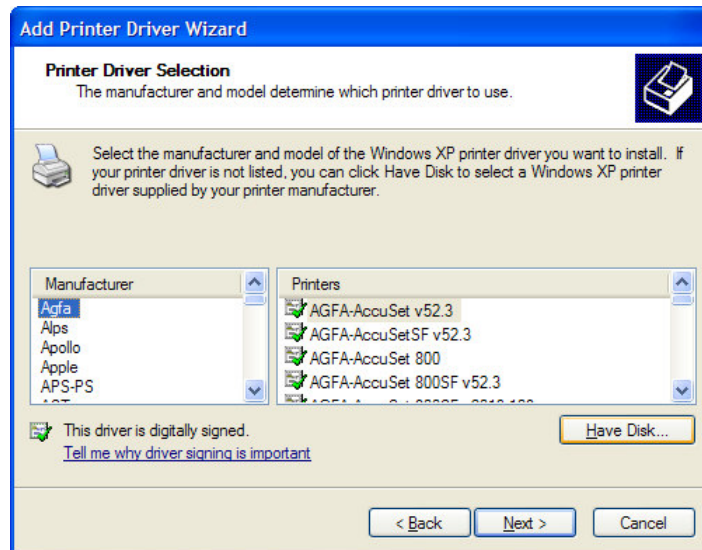 Add Printer Driver Wizard
Printer Driver Selection
The manufacturer and model determine which printer driver to use.
Select the manufacturer and model of the Windows XP printer driver you want to install. If
your printer driver is not listed, you can click Have Disk to select a Windows XP printer
driver supplied by your printer manufacturer.
Manufacturer
Agfa
Alps
Apollo
Apple
APS-PS
Printers
AGFA-AccuSet v52.3
AGFA-AccuSetSF v52.3
AGFA-AccuSet 800
AGFA-AccuSet 800SF v52.3
This driver is digitally signed.
Tell me why driver signing is important
Have Disk...
< Back
Next >
Cancel